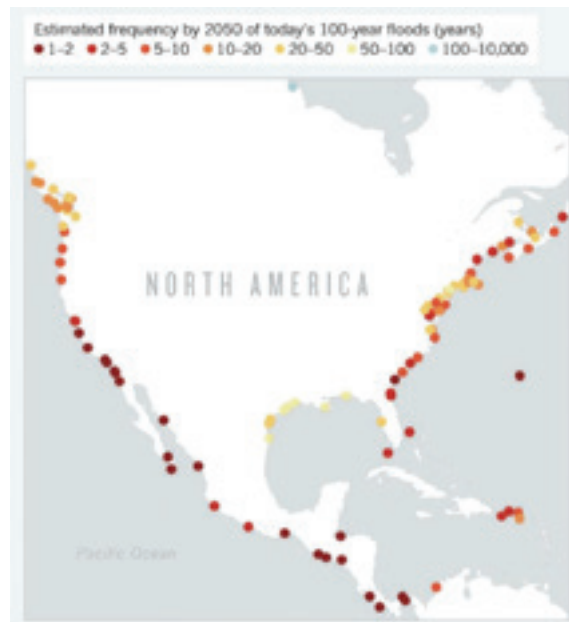 Estimated frequency by 2050 of today's 100-year floods (years)
1–2 2–5 5–10 10–20 20–50 50–100 100–10,000
NORTH AMERICA
Pacific Ocean